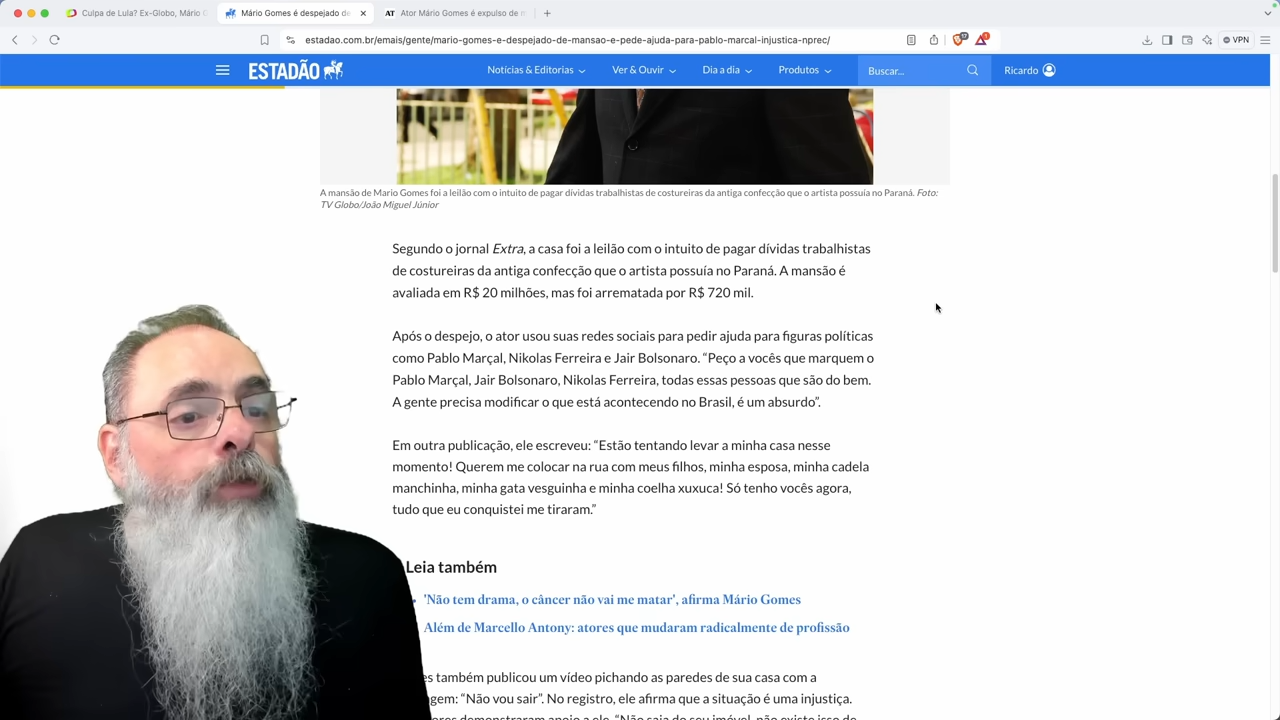 Culpa de Lula? Ex-Globo, Mário
Mário Gomes é despejado de
Ator Mário Gomes é expulso de
estadao.com.br/emais/gente/mario-gomes-e-despejado-de-mansao-e-pede-ajuda-para-pablo-marcal-injustica-nprec/
VPN
ESTADÃO
Notícias & Editorias
Ver & Ouvir
Dia a dia
Produtos
Buscar...
Ricardo
A mansão de Mario Gomes foi a leilão com o intuito de pagar dívidas trabalhistas de costureiras da antiga confecção que o artista possuía no Paraná. Foto:
TV Globo/João Miguel Júnior
Segundo o jornal Extra, a casa foi a leilão com o intuito de pagar dívidas trabalhistas
de costureiras da antiga confecção que o artista possuía no Paraná. A mansão é
avaliada em R$ 20 milhões, mas foi arrematada por R$ 720 mil.
Após o despejo, o ator usou suas redes sociais para pedir ajuda para figuras políticas
como Pablo Marçal, Nikolas Ferreira e Jair Bolsonaro. “Peço a vocês que marquem o
Pablo Marçal, Jair Bolsonaro, Nikolas Ferreira, todas essas pessoas que são do bem.
A gente precisa modificar o que está acontecendo no Brasil, é um absurdo”.
Em outra publicação, ele escreveu: “Estão tentando levar a minha casa nesse
momento! Querem me colocar na rua com meus filhos, minha esposa, minha cadela
manchinha, minha gata vesguinha e minha coelha xuxuca! Só tenho vocês agora,
tudo que eu conquistei me tiraram.”
Leia também
'Não tem drama, o câncer não vai me matar', afirma Mário Gomes
Além de Marcello Antony: atores que mudaram radicalmente de profissão
também publicou um vídeo pichando as paredes de sua casa com a
“Não vou sair”. No registro, ele afirma que a situação é uma injustiça.
demonstraram apoio a ele. “Não saia do seu imóvel, não existe isso de